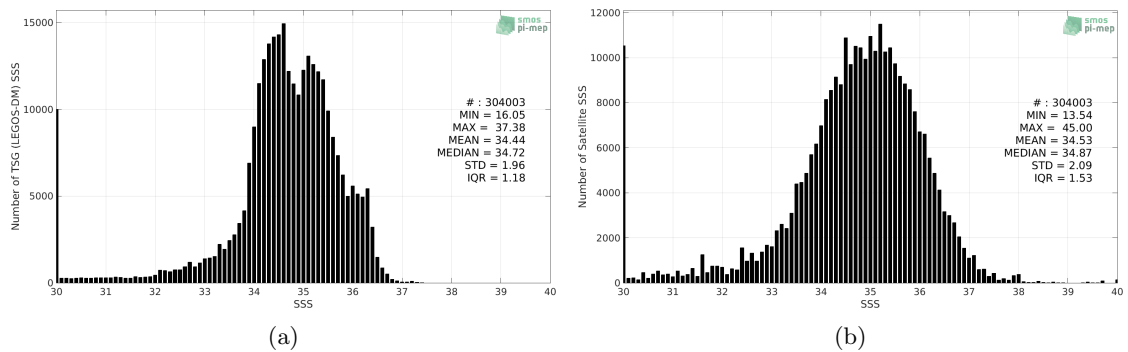 15000
10000
5000
0
Number of TSG (LEGOS-DM) SSS
smos
pi-mep
# : 304003
MIN = 16.05
MAX = 37.38
MEAN = 34.44
MEDIAN = 34.72
STD = 1.96
IQR = 1.18
30 31 32 33 34 35 36 37 38 39 40
SSS
(a)
12000
10000
8000
6000
4000
2000
0
Number of Satellite SSS
smos
pi-mep
# : 304003
MIN = 13.54
MAX = 45.00
MEAN = 34.53
MEDIAN = 34.87
STD = 2.09
IQR = 1.53
30 31 32 33 34 35 36 37 38 39 40
SSS
(b)